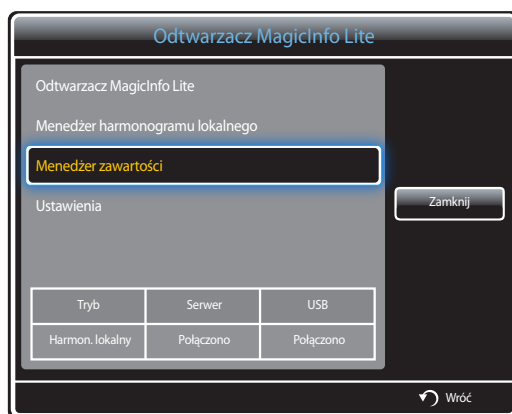 Odtwarzacz MagicInfo Lite
Odtwarzacz MagicInfo Lite
Menedżer harmonogramu lokalnego
Menedżer zawartości
Ustawienia
Zamknij
Tryb Serwer USB
Harmon. lokalny Połączono Połączono
Wróć